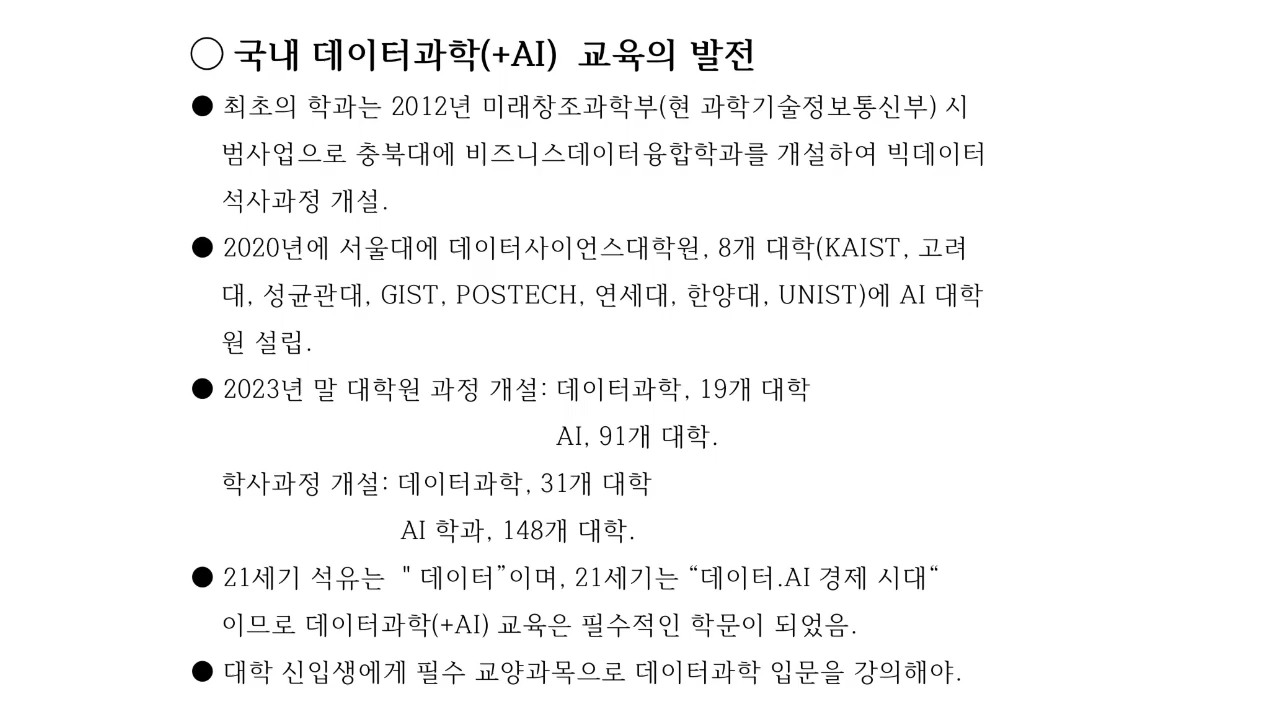 ○ 국내 데이터과학(+AI) 교육의 발전
● 최초의 학과는 2012년 미래창조과학부(현 과학기술정보통신부) 시
범사업으로 충북대에 비즈니스데이터융합학과를 개설하여 빅데이터
석사과정 개설.
● 2020년에 서울대에 데이터사이언스대학원, 8개 대학(KAIST, 고려
대, 성균관대, GIST, POSTECH, 연세대, 한양대, UNIST)에 AI 대학
원 설립.
● 2023년 말 대학원 과정 개설: 데이터과학, 19개 대학
AI, 91개 대학.
학사과정 개설: 데이터과학, 31개 대학
AI 학과, 148개 대학.
● 21세기 석유는 " 데이터”이며, 21세기는 “데이터.AI 경제 시대“
이므로 데이터과학(+AI) 교육은 필수적인 학문이 되었음.
● 대학 신입생에게 필수 교양과목으로 데이터과학 입문을 강의해야.